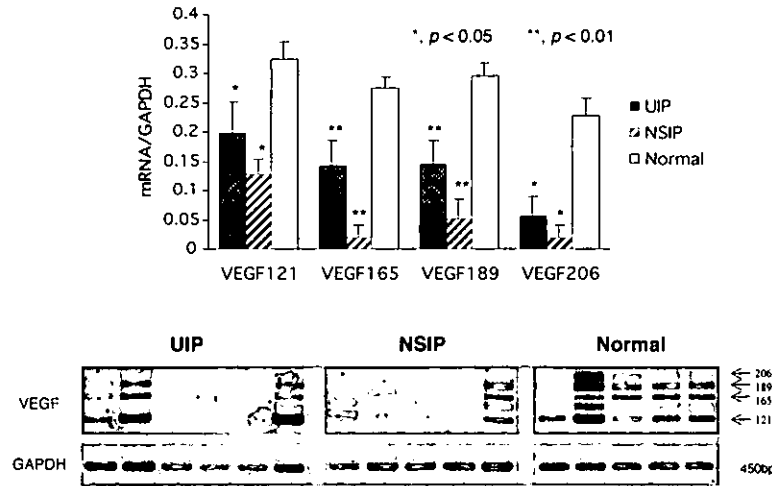 0.4
0.35
0.3
0.25
0.2
0.15
0.1
0.05
0
mRNA/GAPDH
*, p < 0.05 **, p < 0.01
UIP
NSIP
Normal
* * ** ** ** ** * *
VEGF121 VEGF165 VEGF189 VEGF206
UIP NSIP Normal
VEGF
206
189
165
121
GAPDH
450bp